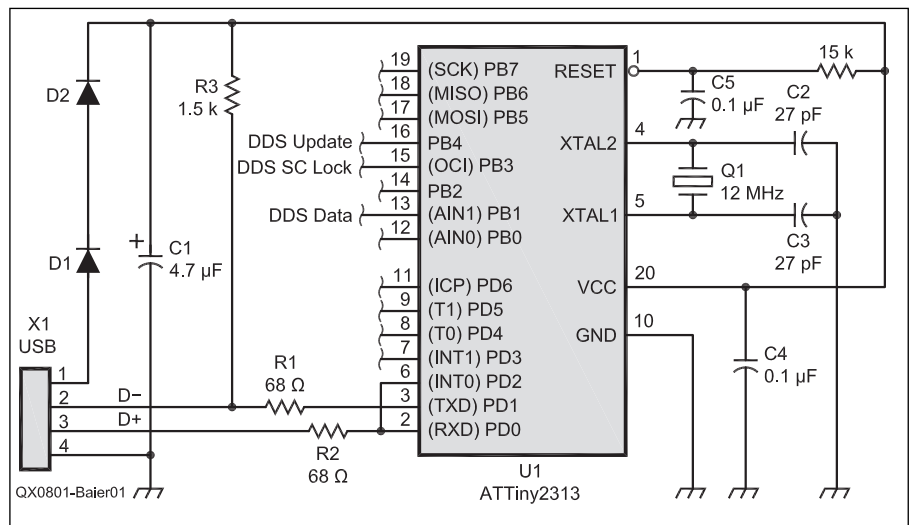 D2
D1
R3
1.5 k
+
C1
4.7 µF
X1
USB
1
2
3
4
D−
D+
R1
68 Ω
R2
68 Ω
DDS Update
DDS SC Lock
DDS Data
19 (SCK) PB7
18 (MISO) PB6
17 (MOSI) PB5
16 PB4
15 (OCI) PB3
14 PB2
13 (AIN1) PB1
12 (AIN0) PB0
11 (ICP) PD6
9 (T1) PD5
8 (T0) PD4
7 (INT1) PD3
6 (INT0) PD2
3 (TXD) PD1
2 (RXD) PD0
RESET 1
XTAL2 4
XTAL1 5
VCC 20
GND 10
U1
ATTiny2313
15 k
C5
0.1 µF
C2
27 pF
Q1
12 MHz
C3
27 pF
C4
0.1 µF
QX0801-Baier01